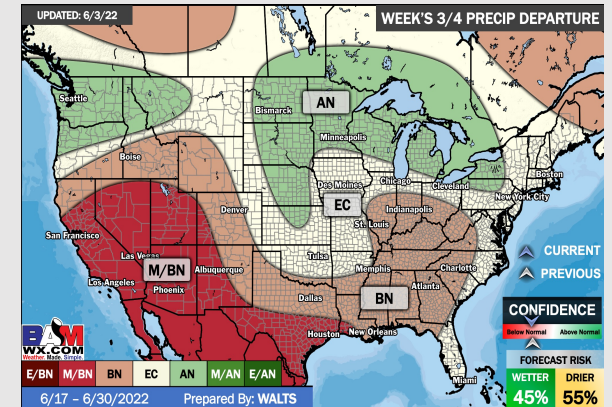 UPDATED: 6/3/22
WEEK'S 3/4 PRECIP DEPARTURE
Seattle
Bismarck
AN
Minneapolis
Boise
Boston
Des Moines
Chicago
Cleveland
New York City
EC
Denver
Indianapolis
St. Louis
San Francisco
CURRENT
Las Vegas
Tulsa
M/BN
Albuquerque
Memphis
Charlotte
PREVIOUS
Los Angeles
Phoenix
Atlanta
Dallas
BN
CONFIDENCE
Houston
New Orleans
Below Normal
Above Normal
BAM
WX.COM
Weather. Made. Simple.
FORECAST RISK
E/BN
M/BN
BN
EC
AN
M/AN
E/AN
Miami
WETTER
DRIER
6/17 – 6/30/2022
Prepared By: WALTS
45%
55%